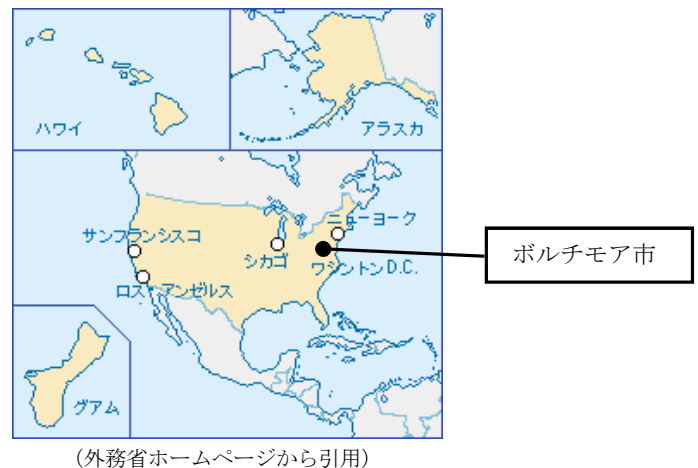 ハワイ
アラスカ
ニューヨーク
サンフランシスコ
シカゴ
ワシントンD.C.
ボルチモア市
ロス・アンゼルス
グアム
(外務省ホームページから引用)